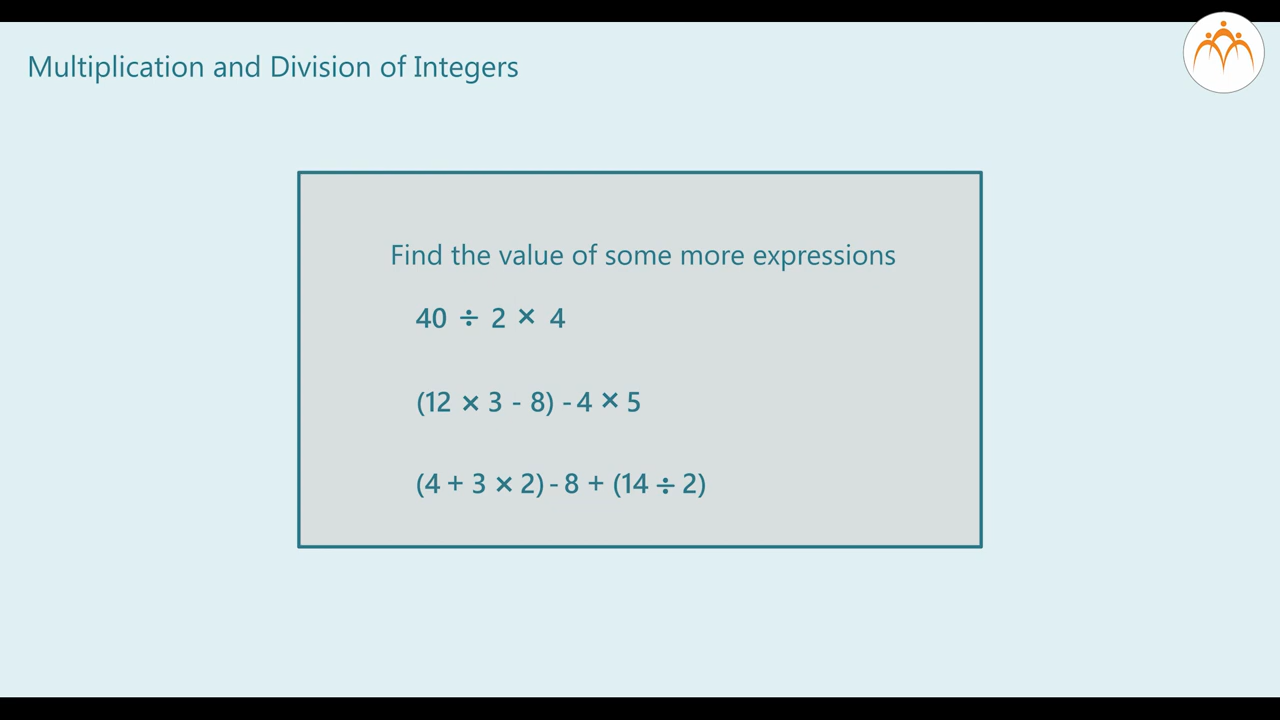 Multiplication and Division of Integers
Find the value of some more expressions
40 ÷ 2 × 4
(12 × 3 - 8) - 4 × 5
(4 + 3 × 2) - 8 + (14 ÷ 2)